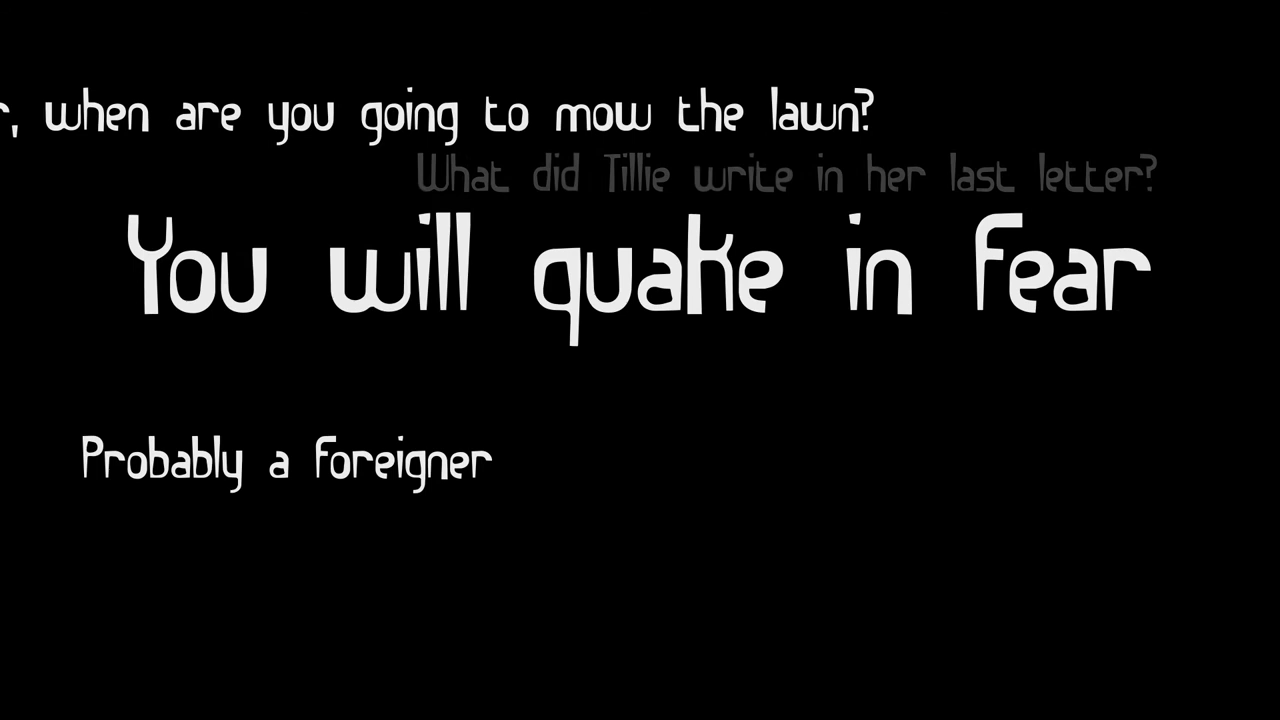 r, when are you going to mow the lawn?
What did Tillie write in her last letter?
You will quake in fear
Probably a foreigner